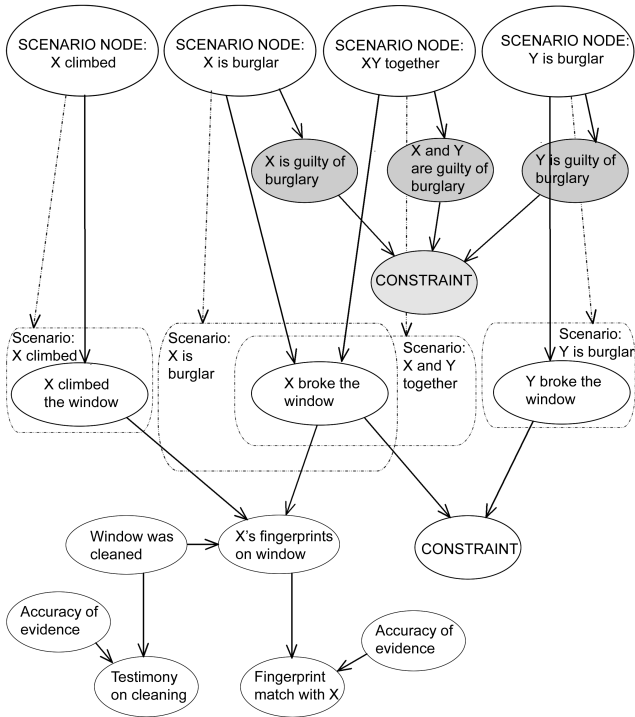 SCENARIO NODE:
X climbed
SCENARIO NODE:
X is burglar
SCENARIO NODE:
XY together
SCENARIO NODE:
Y is burglar
X is guilty of
burglary
X and Y
are guilty of
burglary
Y is guilty of
burglary
CONSTRAINT
Scenario:
X climbed
Scenario:
X is
burglar
Scenario:
X and Y
together
Scenario:
Y is burglar
X climbed
the window
X broke the
window
Y broke the
window
Window was
cleaned
X's fingerprints
on window
CONSTRAINT
Accuracy of
evidence
Accuracy of
evidence
Testimony
on cleaning
Fingerprint
match with X